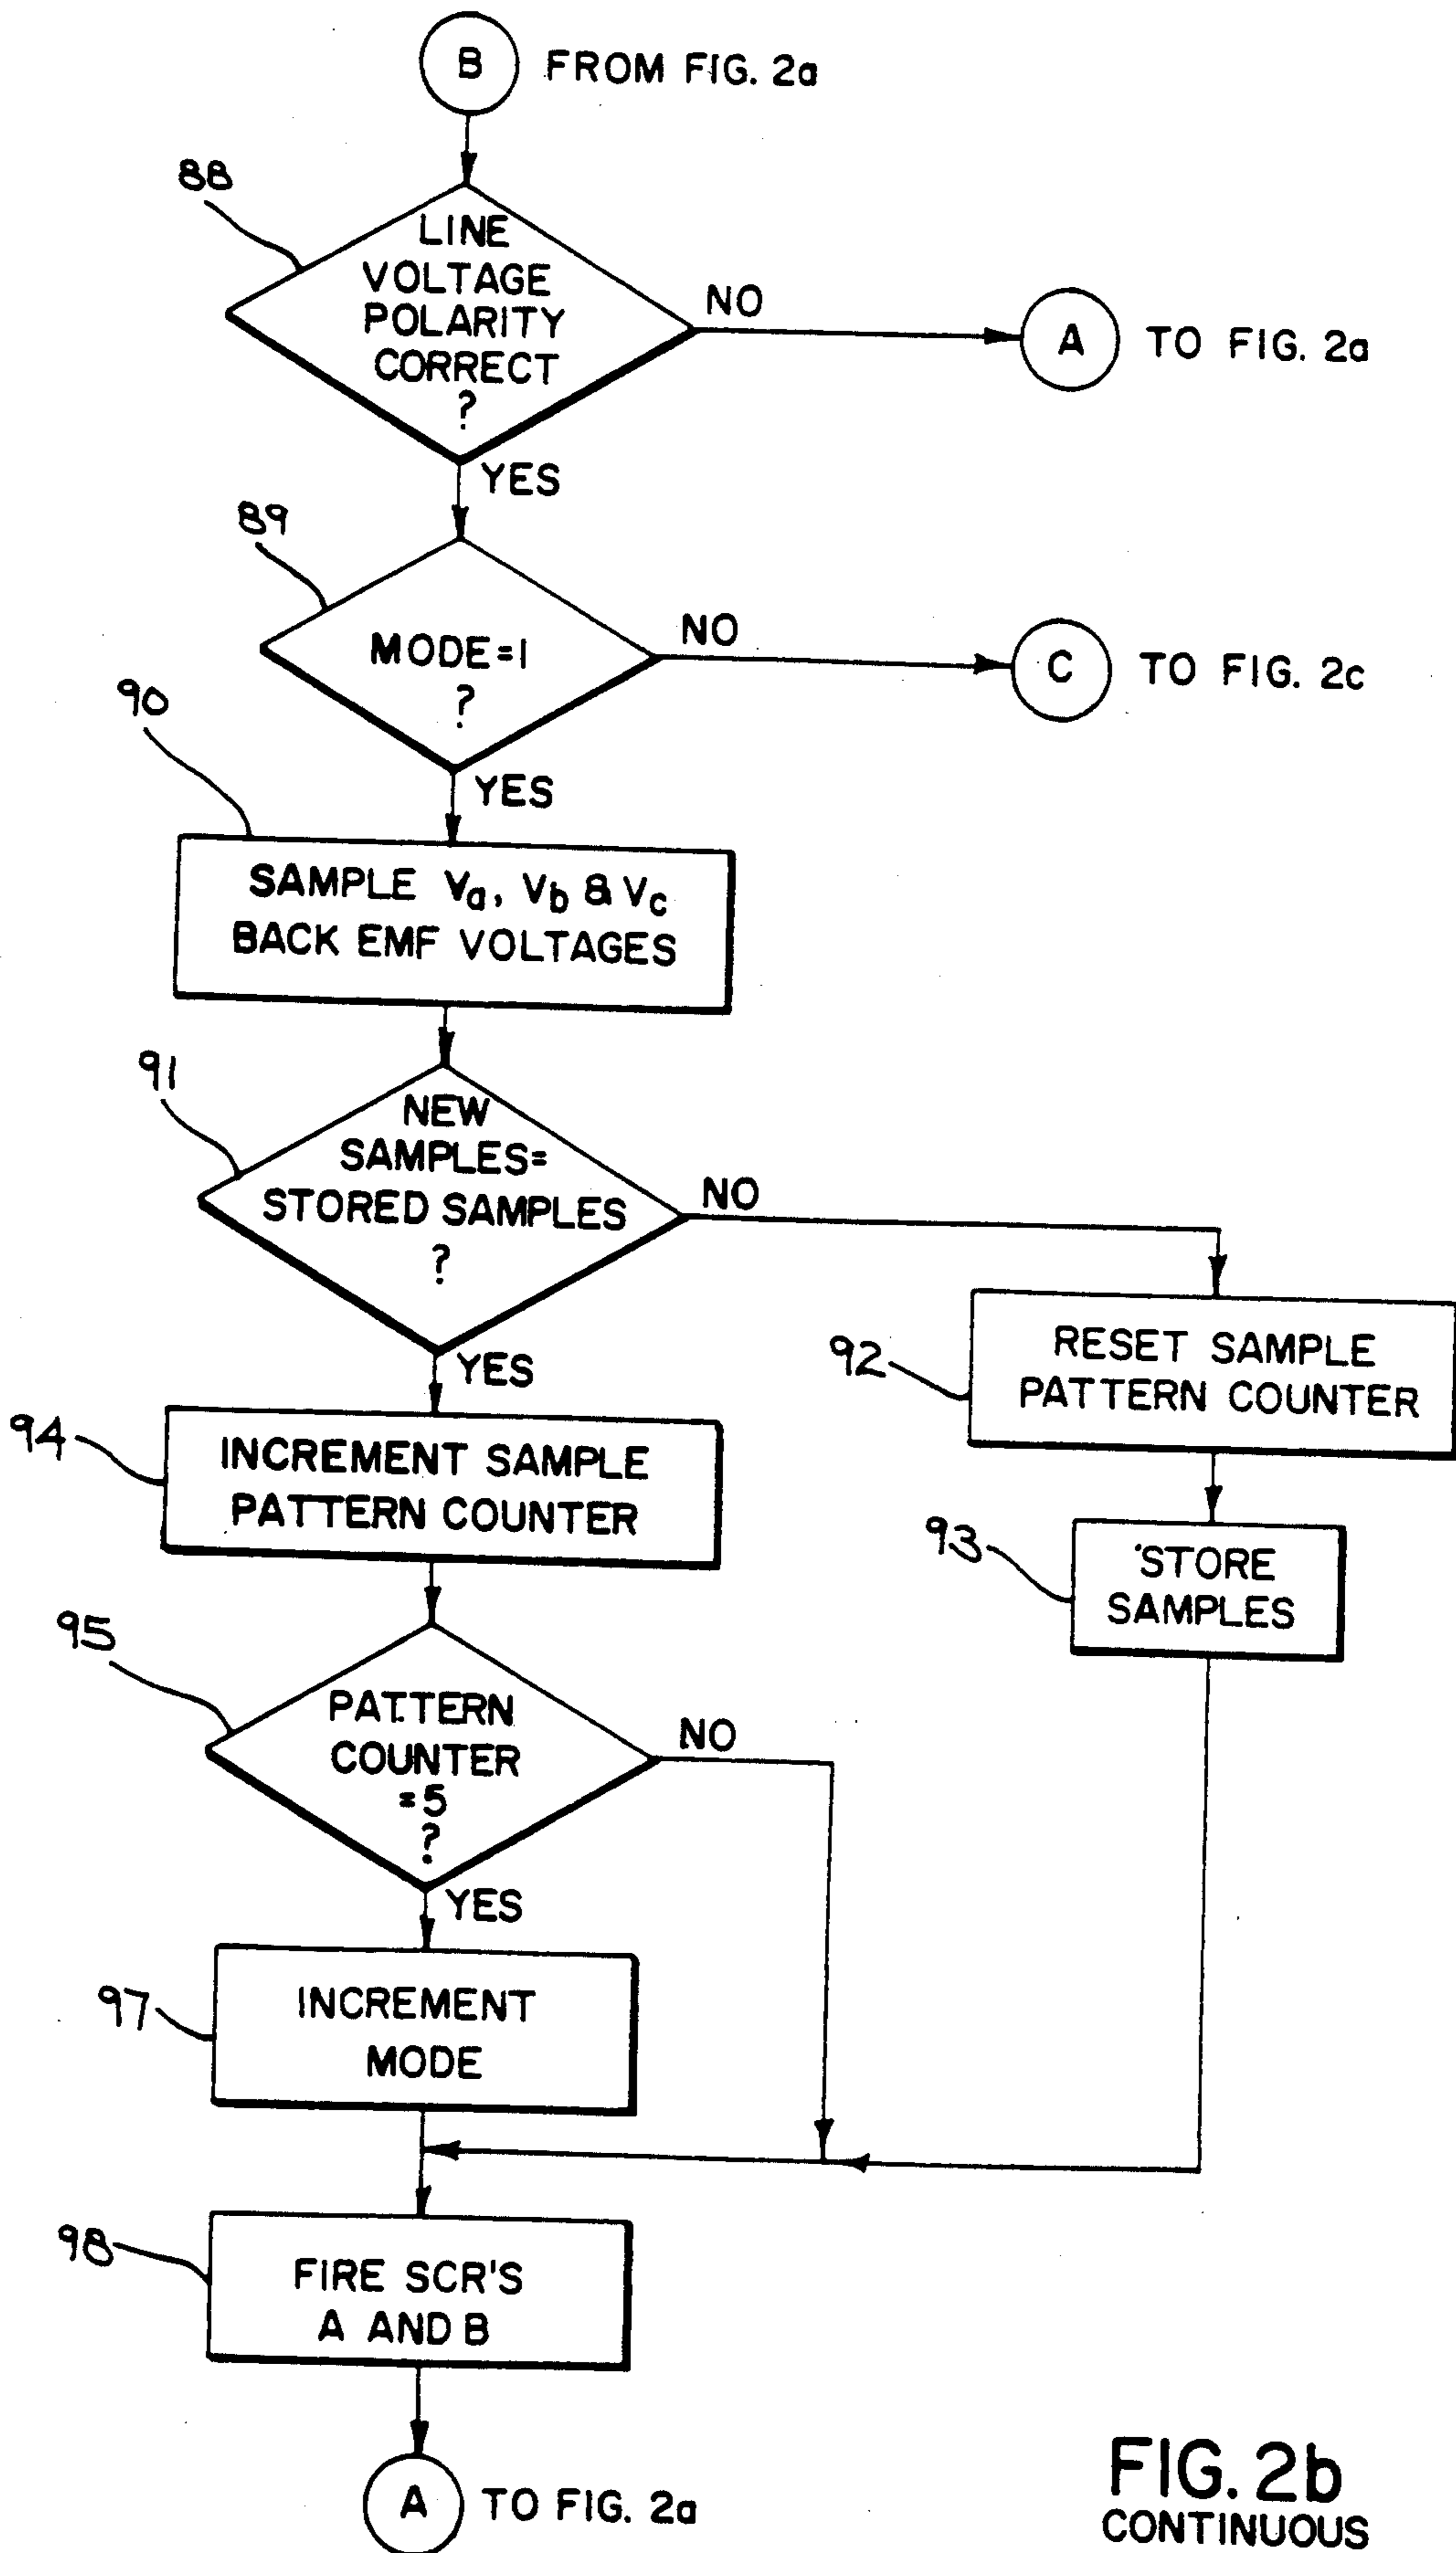 B FROM FIG. 2a
88
LINE
VOLTAGE
POLARITY
CORRECT
?
NO
A TO FIG. 2a
YES
89
MODE=1
?
NO
C TO FIG. 2c
YES
90
SAMPLE Va, Vb & Vc
BACK EMF VOLTAGES
91
NEW
SAMPLES=
STORED SAMPLES
?
NO
YES
92
RESET SAMPLE
PATTERN COUNTER
94
INCREMENT SAMPLE
PATTERN COUNTER
93
STORE
SAMPLES
95
PATTERN
COUNTER
=5
?
NO
YES
97
INCREMENT
MODE
98
FIRE SCR'S
A AND B
A TO FIG. 2a
FIG. 2b
CONTINUOUS